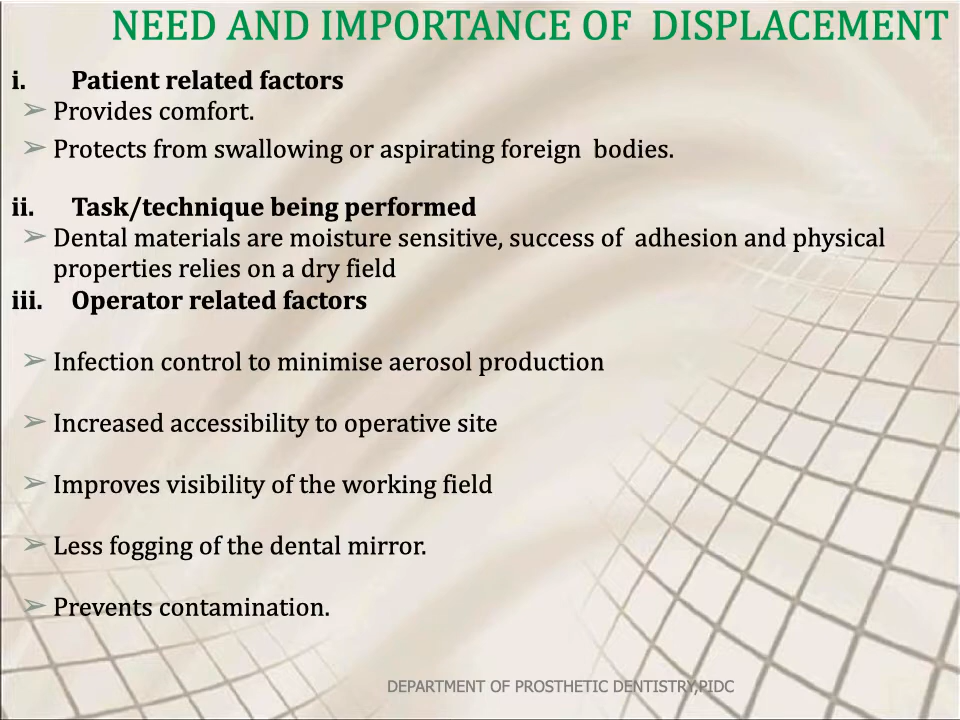 NEED AND IMPORTANCE OF DISPLACEMENT
i. Patient related factors
➢ Provides comfort.
➢ Protects from swallowing or aspirating foreign bodies.
ii. Task/technique being performed
➢ Dental materials are moisture sensitive, success of adhesion and physical
properties relies on a dry field
iii. Operator related factors
➢ Infection control to minimise aerosol production
➢ Increased accessibility to operative site
➢ Improves visibility of the working field
➢ Less fogging of the dental mirror.
➢ Prevents contamination.
DEPARTMENT OF PROSTHETIC DENTISTRY,PIDC